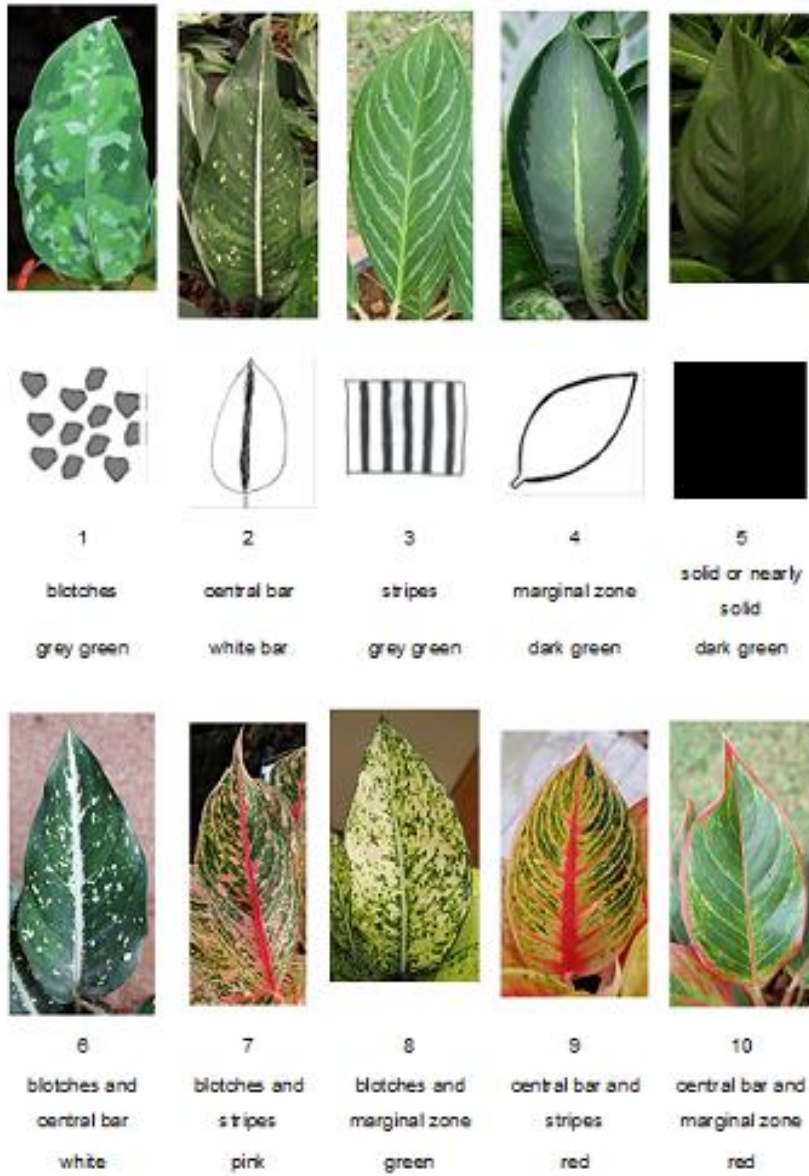 1 2 3 4 5
blotches central bar stripes marginal zone solid or nearly
solid
grey green white bar grey green dark green dark green
6 7 8 9 10
blotches and blotches and blotches and central bar and central bar and
central bar stripes marginal zone stripes marginal zone
white pink green red red